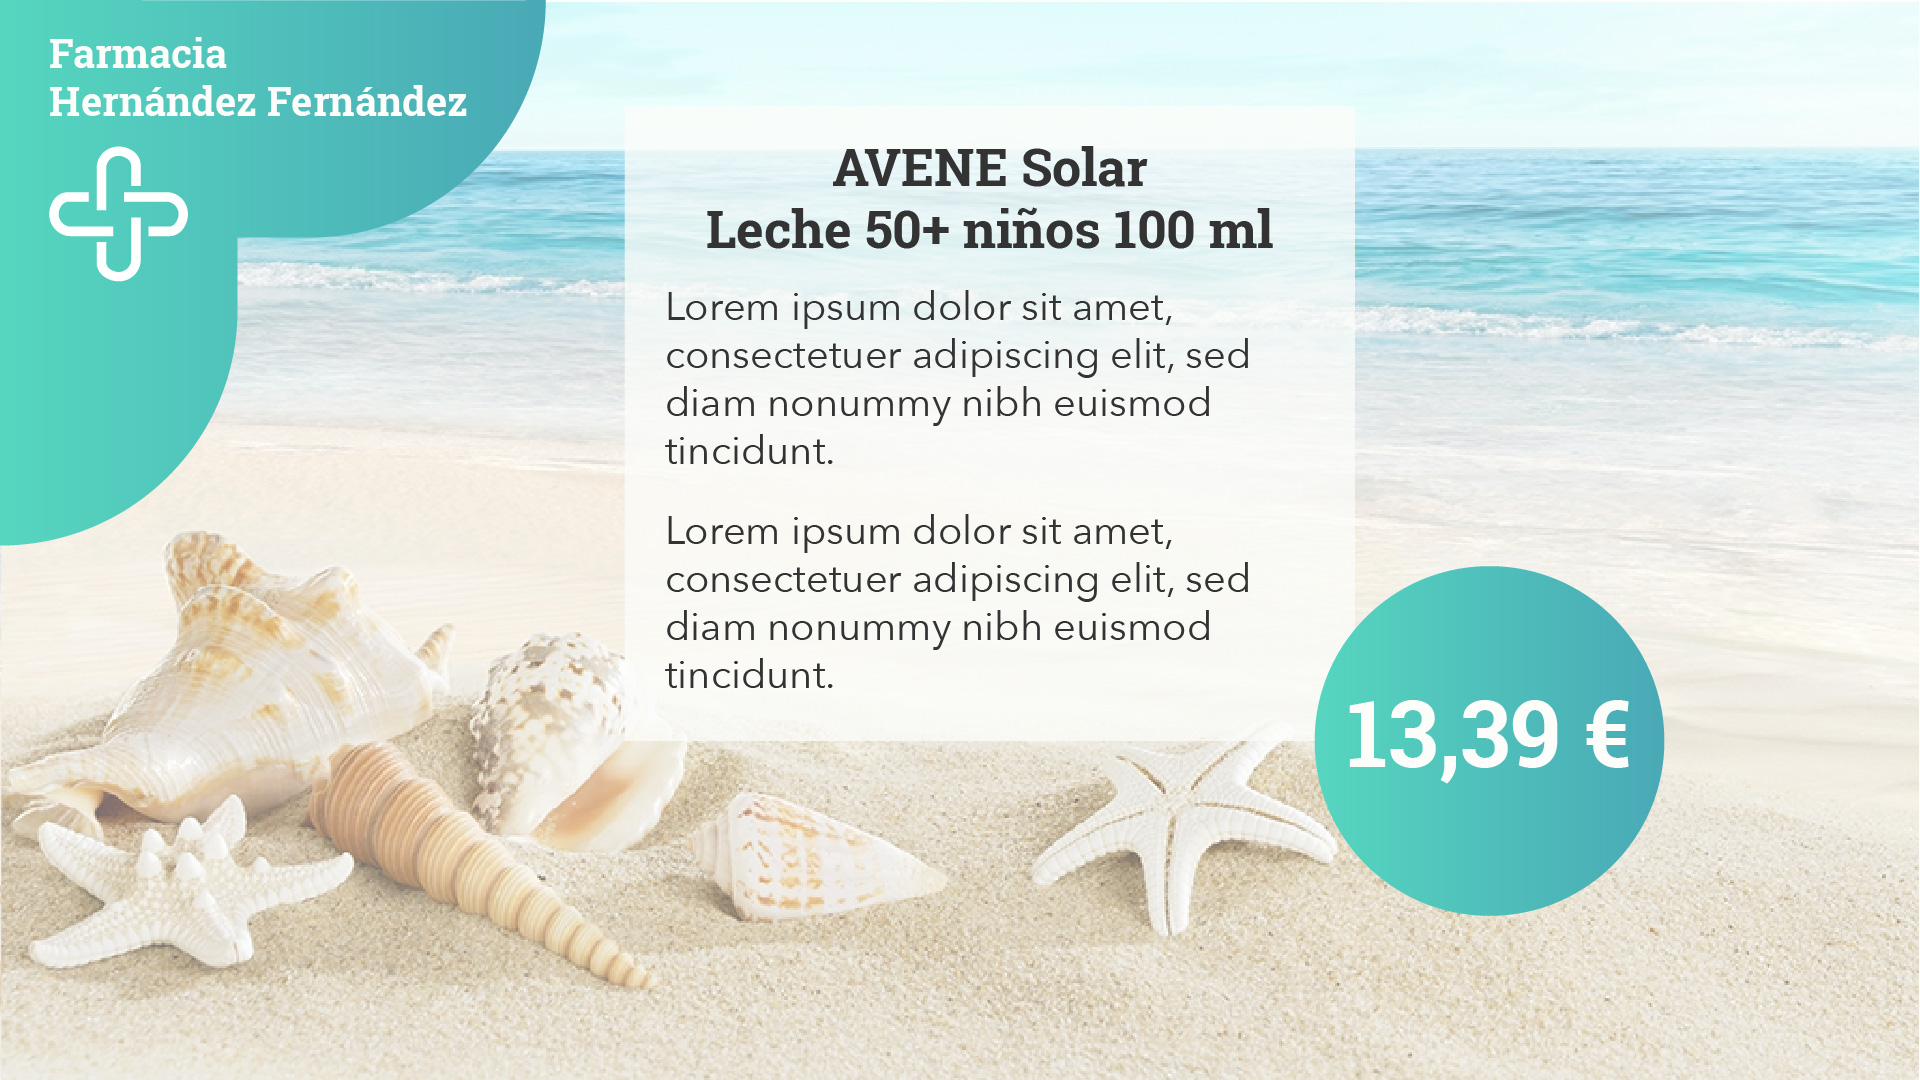 Farmacia
Hernández Fernández
AVENE Solar
Leche 50+ niños 100 ml
Lorem ipsum dolor sit amet,
consectetuer adipiscing elit, sed
diam nonummy nibh euismod
tincidunt.
Lorem ipsum dolor sit amet,
consectetuer adipiscing elit, sed
diam nonummy nibh euismod
tincidunt.
13,39 €